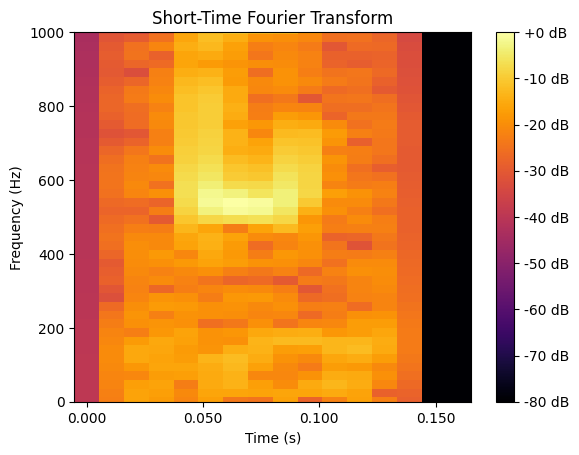 Short-Time Fourier Transform
1000
800
600
400
200
0
Frequency (Hz)
0.000
0.050
0.100
0.150
Time (s)
+0 dB
-10 dB
-20 dB
-30 dB
-40 dB
-50 dB
-60 dB
-70 dB
-80 dB